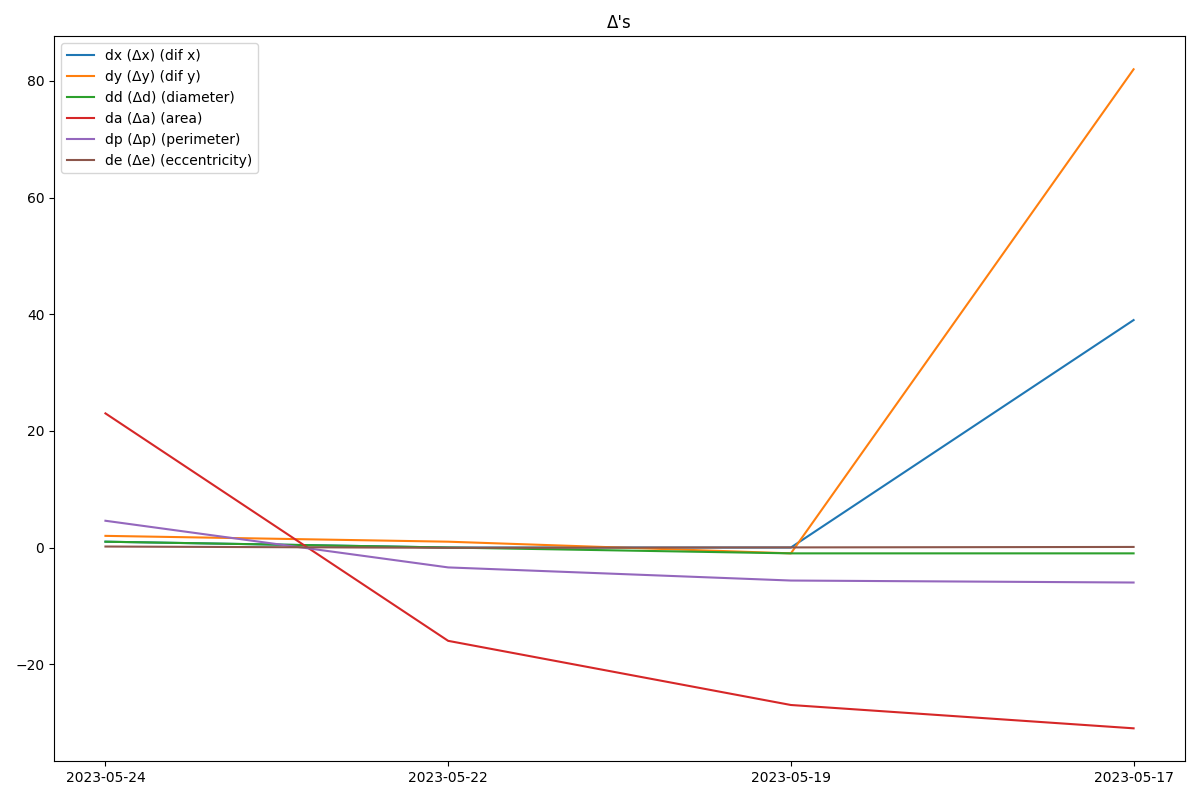 Δ's
dx (Δx) (dif x)
dy (Δy) (dif y)
dd (Δd) (diameter)
da (Δa) (area)
dp (Δp) (perimeter)
de (Δe) (eccentricity)
80
60
40
20
0
−20
2023-05-24 2023-05-22 2023-05-19 2023-05-17